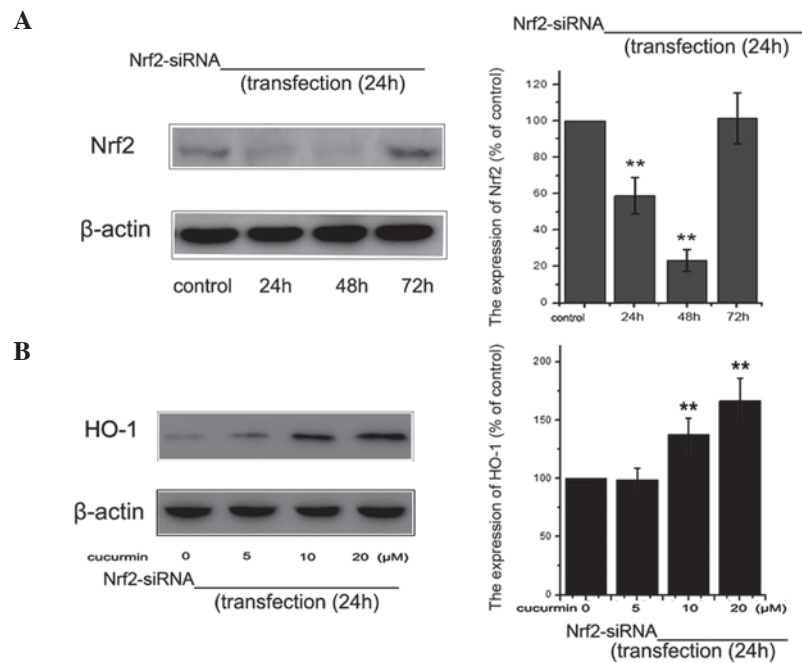 A
Nrf2-siRNA
(transfection (24h)
Nrf2
β-actin
control 24h 48h 72h
Nrf2-siRNA
(transfection (24h)
The expression of Nrf2 (% of control)
120
100
80
60
40
20
0
**
**
control 24h 48h 72h
B
HO-1
β-actin
cucurmin 0 5 10 20 (μM)
Nrf2-siRNA
(transfection (24h)
The expression of HO-1 (% of control)
200
150
100
50
0
**
**
cucurmin 0 5 10 20 (μM)
Nrf2-siRNA
(transfection (24h)